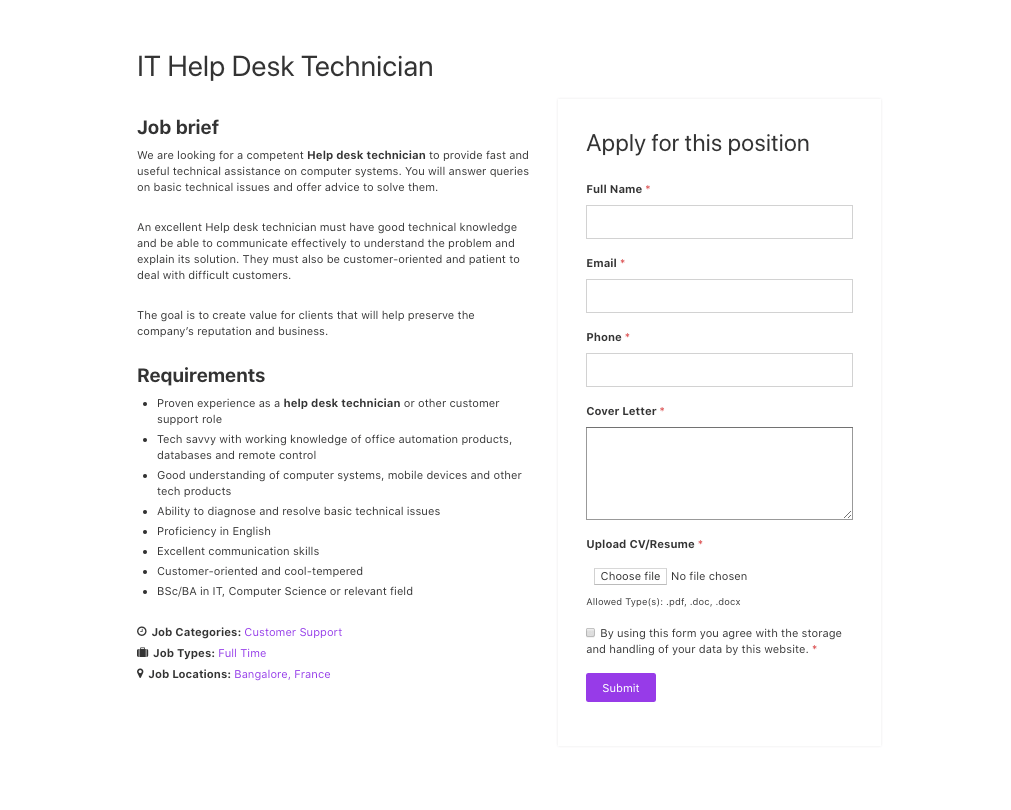 IT Help Desk Technician
Job brief
We are looking for a competent Help desk technician to provide fast and
useful technical assistance on computer systems. You will answer queries
on basic technical issues and offer advice to solve them.
An excellent Help desk technician must have good technical knowledge
and be able to communicate effectively to understand the problem and
explain its solution. They must also be customer-oriented and patient to
deal with difficult customers.
The goal is to create value for clients that will help preserve the
company’s reputation and business.
Requirements
• Proven experience as a help desk technician or other customer
support role
• Tech savvy with working knowledge of office automation products,
databases and remote control
• Good understanding of computer systems, mobile devices and other
tech products
• Ability to diagnose and resolve basic technical issues
• Proficiency in English
• Excellent communication skills
• Customer-oriented and cool-tempered
• BSc/BA in IT, Computer Science or relevant field
Job Categories: Customer Support
Job Types: Full Time
Job Locations: Bangalore, France
Apply for this position
Full Name *
Email *
Phone *
Cover Letter *
Upload CV/Resume *
Choose file No file chosen
Allowed Type(s): .pdf, .doc, .docx
By using this form you agree with the storage
and handling of your data by this website. *
Submit